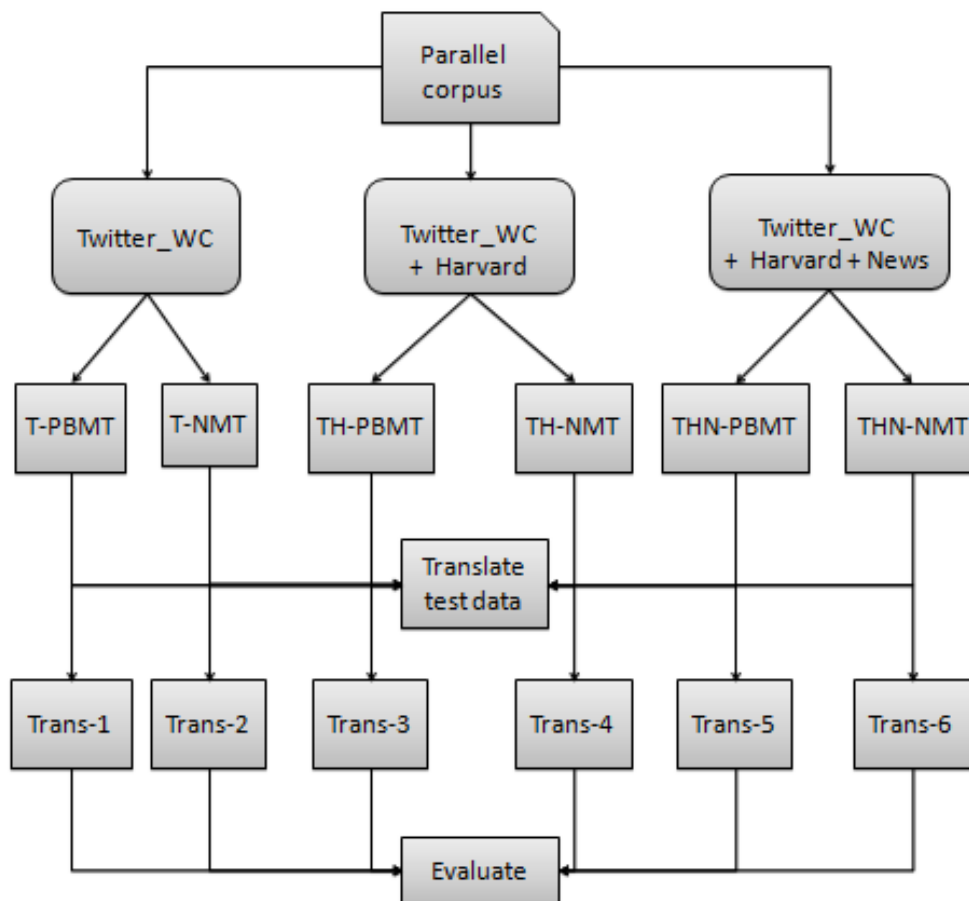 Parallel
corpus
Twitter_WC
Twitter_WC
+ Harvard
Twitter_WC
+ Harvard + News
T-PBMT
T-NMT
TH-PBMT
TH-NMT
THN-PBMT
THN-NMT
Translate
test data
Trans-1
Trans-2
Trans-3
Trans-4
Trans-5
Trans-6
Evaluate